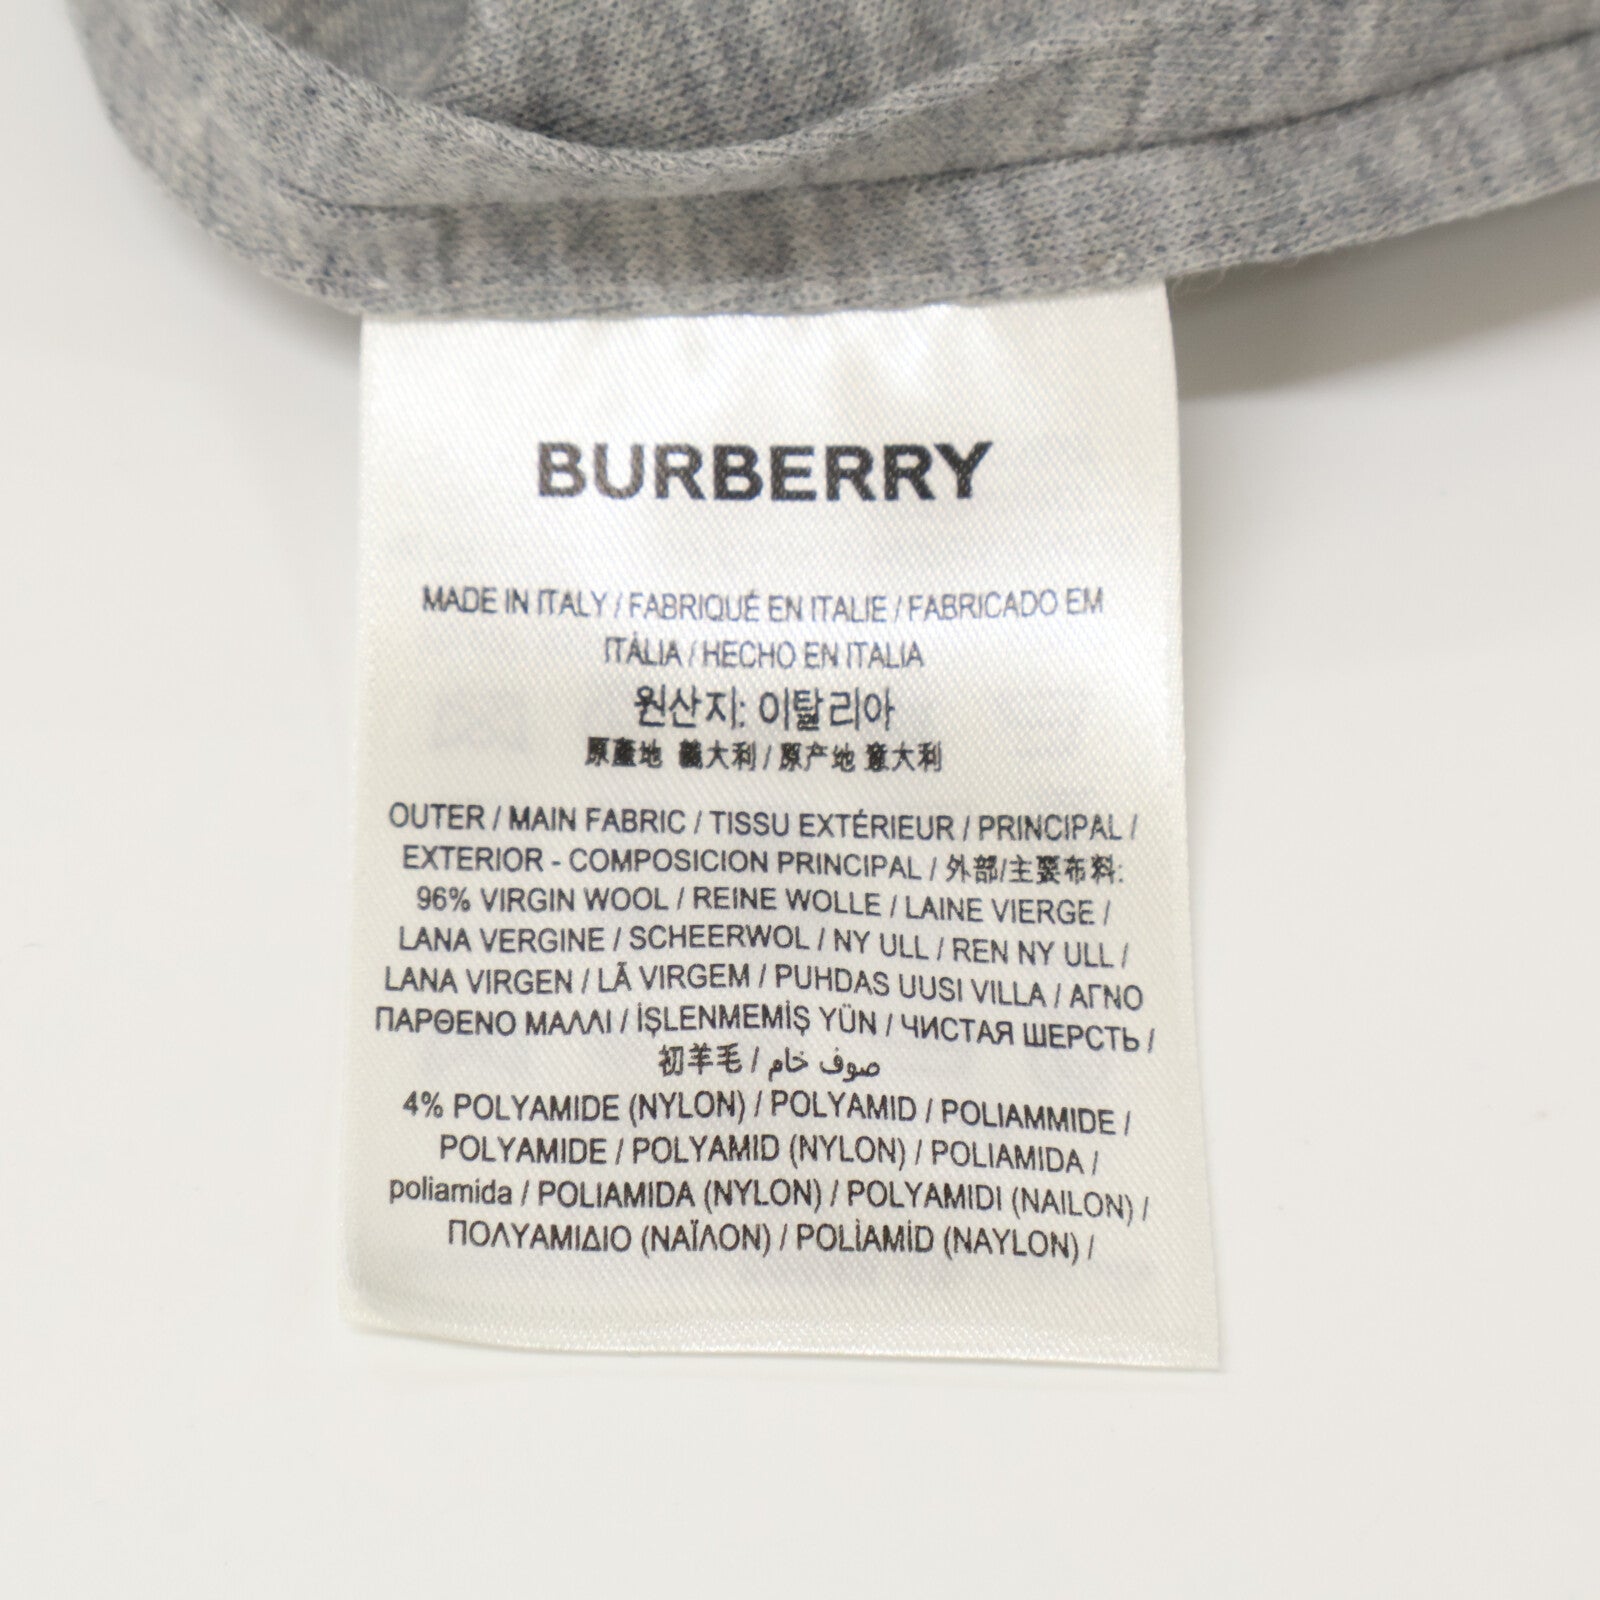 BURBERRY
MADE IN ITALY / FABRIQUÉ EN ITALIE / FABRICADO EM
ITÁLIA / HECHO EN ITALIA
원산지: 이탈리아
原產地 義大利 / 原产地 意大利
OUTER / MAIN FABRIC / TISSU EXTÉRIEUR / PRINCIPAL /
EXTERIOR - COMPOSICION PRINCIPAL / 外部/主要布料:
96% VIRGIN WOOL / REINE WOLLE / LAINE VIERGE /
LANA VERGINE / SCHEERWOL / NY ULL / REN NY ULL /
LANA VIRGEN / LÃ VIRGEM / PUHDAS UUSI VILLA / ΑΓΝΟ
ΠΑΡΘΕΝΟ ΜΑΛΛΙ / İŞLENMEMİŞ YÜN / ЧИСТАЯ ШЕРСТЬ /
初羊毛 / صوف خام
4% POLYAMIDE (NYLON) / POLYAMID / POLIAMMIDE /
POLYAMIDE / POLYAMID (NYLON) / POLIAMIDA /
poliamida / POLIAMIDA (NYLON) / POLYAMIDI (NAILON) /
ΠΟΛΥΑΜΙΔΙΟ (ΝΑΪΛΟΝ) / POLİAMİD (NAYLON) /